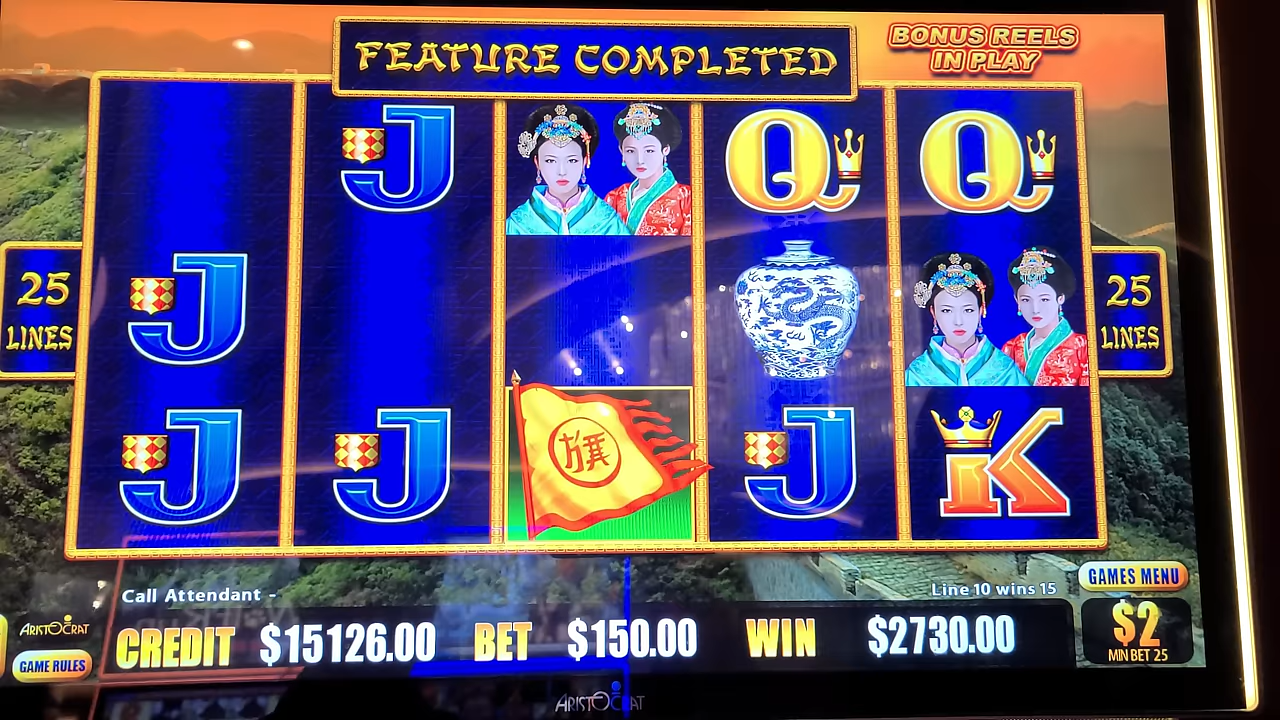 FEATURE COMPLETED
BONUS REELS
IN PLAY
J
Q
Q
25
LINES
J
25
LINES
J
J
旗
J
K
Call Attendant -
Line 10 wins 15
GAMES MENU
ARISTOCRAT
CREDIT $15126.00 BET $150.00 WIN $2730.00
$2
MIN BET 25
GAME RULES
ARISTOCRAT